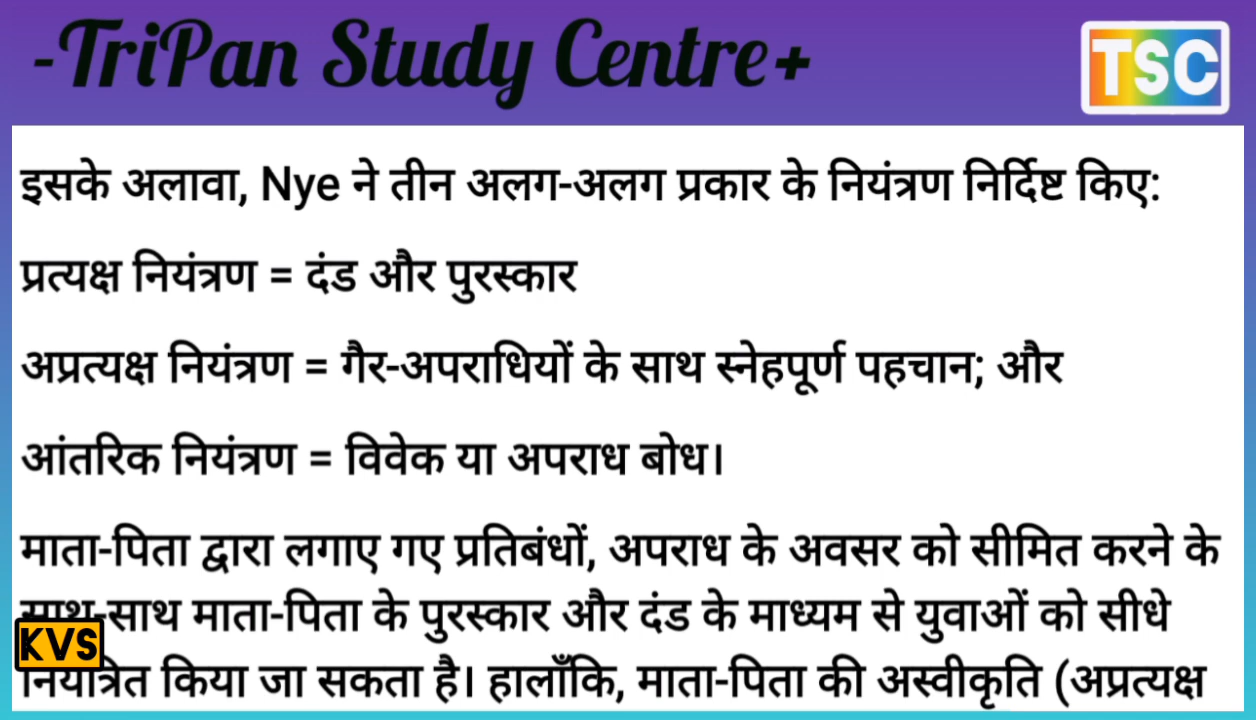 -TriPan Study Centre+
TSC
इसके अलावा, Nye ने तीन अलग-अलग प्रकार के नियंत्रण निर्दिष्ट किए:
प्रत्यक्ष नियंत्रण = दंड और पुरस्कार
अप्रत्यक्ष नियंत्रण = गैर-अपराधियों के साथ स्नेहपूर्ण पहचान; और
आंतरिक नियंत्रण = विवेक या अपराध बोध।
माता-पिता द्वारा लगाए गए प्रतिबंधों, अपराध के अवसर को सीमित करने के
साथ-साथ माता-पिता के पुरस्कार और दंड के माध्यम से युवाओं को सीधे
KVS
नियंत्रित किया जा सकता है। हालाँकि, माता-पिता की अस्वीकृति (अप्रत्यक्ष